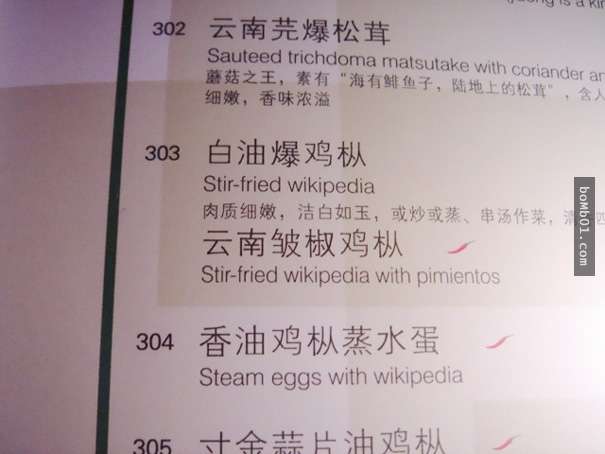 302 云南芫爆松茸
Sauteed trichdoma matsutake with coriander
蘑菇之王，素有“海有鲱鱼子，陆地上的松茸”，含人
细嫩，香味浓溢
303 白油爆鸡枞
Stir-fried wikipedia
肉质细嫩，洁白如玉，或炒或蒸、串汤作菜，清
云南皱椒鸡枞
Stir-fried wikipedia with pimientos
304 香油鸡枞蒸水蛋
Steam eggs with wikipedia
305 寸金蒜片油鸡枞
boMb01.com